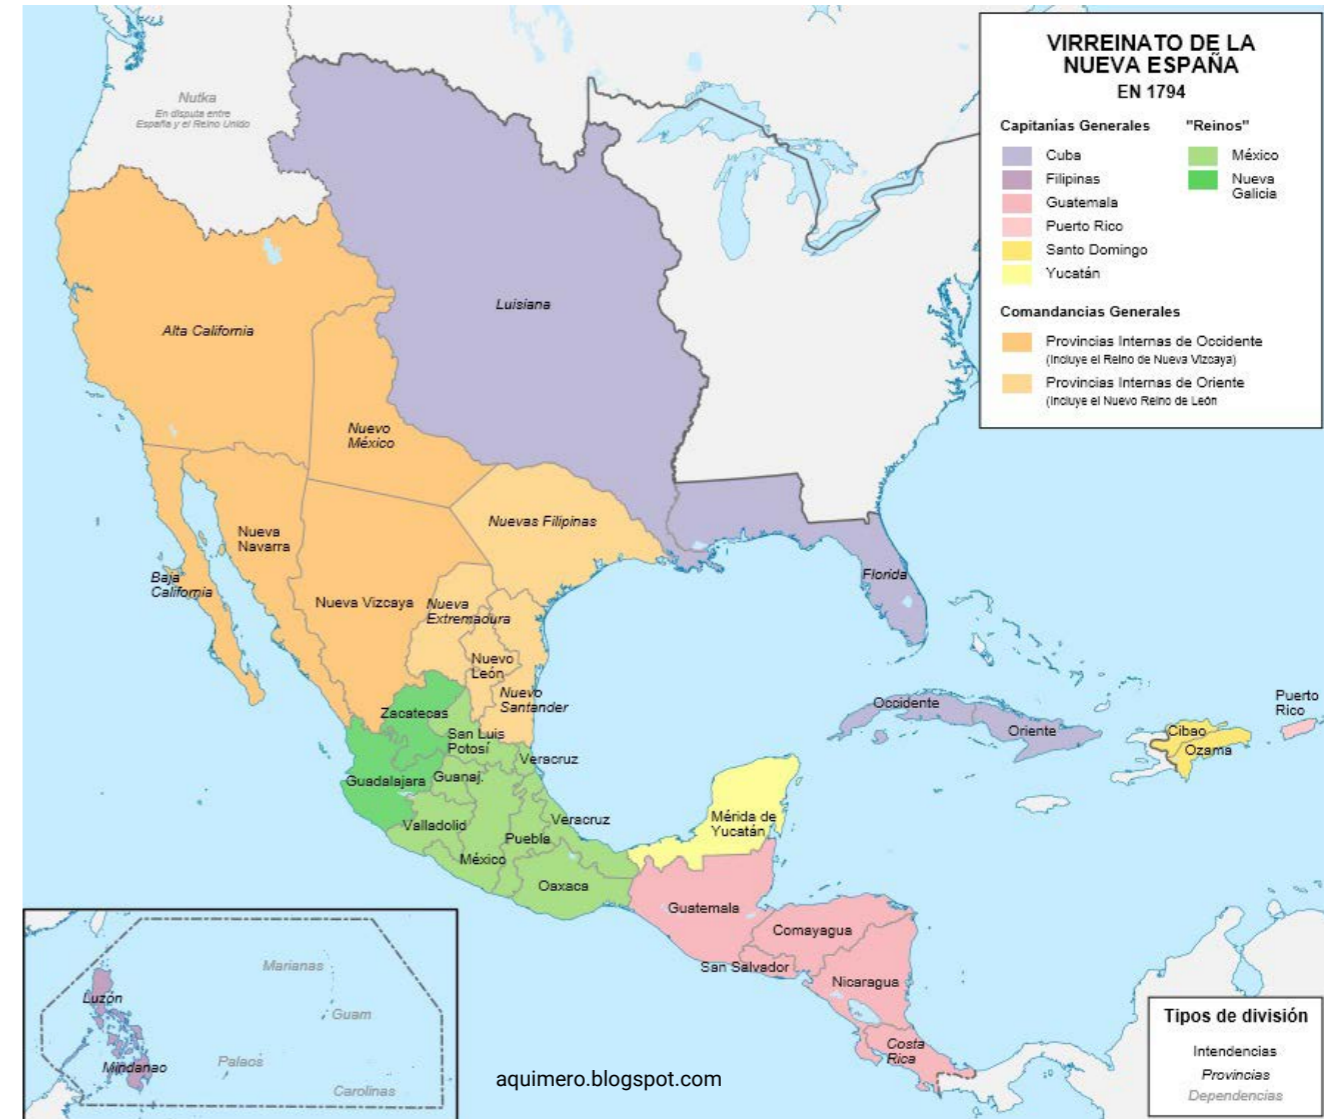 VIRREINATO DE LA
NUEVA ESPAÑA
EN 1794
Capitanías Generales
Cuba
Filipinas
Guatemala
Puerto Rico
Santo Domingo
Yucatán
"Reinos"
México
Nueva
Galicia
Comandancias Generales
Provincias Internas de Occidente
(Incluye el Reino de Nueva Vizcaya)
Provincias Internas de Oriente
(Incluye el Nuevo Reino de León
Nutka
En disputa entre
España y el Reino Unido
Luisiana
Alta California
Nuevo
México
Nuevas Filipinas
Nueva
Navarra
Baja
California
Nueva Vizcaya
Nueva
Extremadura
Nuevo
León
Nuevo
Santander
Florida
Zacatecas
San Luis
Potosí
Veracruz
Guadalajara
Guanaj.
Valladolid
Veracruz
Puebla
México
Oaxaca
Mérida de
Yucatán
Occidente
Oriente
Cibao
Ozama
Puerto
Rico
Guatemala
Comayagua
San Salvador
Nicaragua
Costa
Rica
Marianas
Luzón
Guam
Mindanao
Palaos
Carolinas
aquimero.blogspot.com
Tipos de división
Intendencias
Provincias
Dependencias